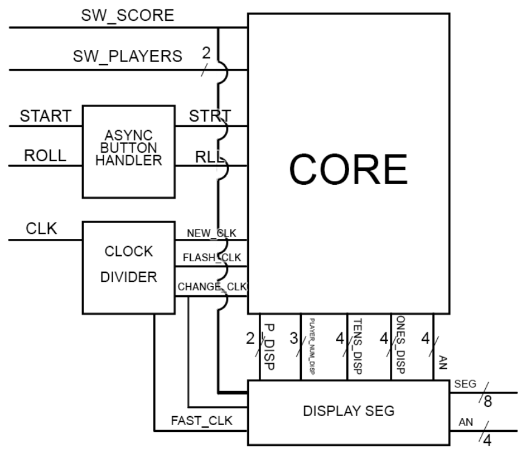 SW_SCORE
SW_PLAYERS
2
START
ASYNC
BUTTON
HANDLER
STRT
ROLL
RLL
CORE
CLK
CLOCK
DIVIDER
NEW_CLK
FLASH_CLK
CHANGE_CLK
2
P_DISP
3
PLAYER_NUM_DISP
4
TENS_DISP
4
ONES_DISP
4
AN
FAST_CLK
DISPLAY SEG
SEG
8
AN
4